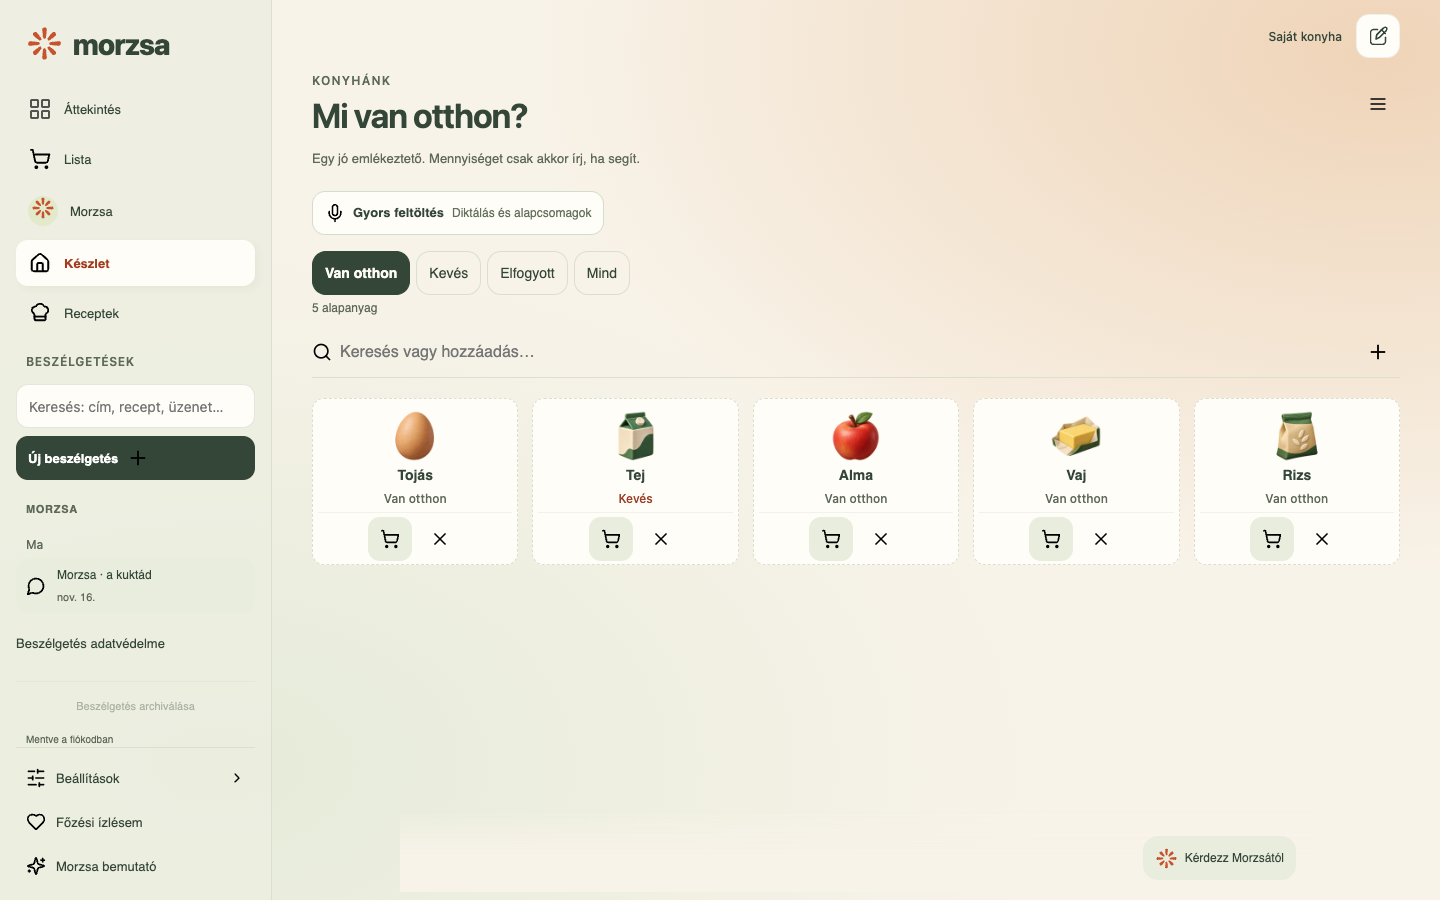 morzsa
Áttekintés
Lista
Morzsa
Készlet
Receptek
BESZÉLGETÉSEK
Keresés: cím, recept, üzenet...
Új beszélgetés
MORZSA
Ma
Morzsa · a kuktád
nov. 16.
Beszélgetés adatvédelme
Beszélgetés archiválása
Mentve a fiókodban
Beállítások
Főzési ízlésem
Morzsa bemutató
Saját konyha
KONYHÁNK
Mi van otthon?
Egy jó emlékeztető. Mennyiséget csak akkor írj, ha segít.
Gyors feltöltés Diktálás és alapcsomagok
Van otthon Kevés Elfogyott Mind
5 alapanyag
Keresés vagy hozzáadás...
Tojás
Van otthon
Tej
Kevés
Alma
Van otthon
Vaj
Van otthon
Rizs
Van otthon
Kérdezz Morzsától